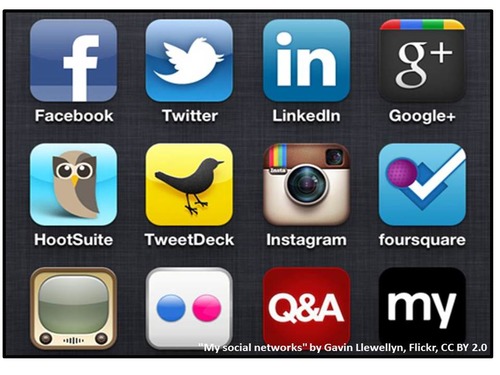 Facebook Twitter LinkedIn Google+
in g+
HootSuite TweetDeck Instagram foursquare
Insta
Q&A my
"My social networks" by Gavin Llewellyn, Flickr, CC BY 2.0